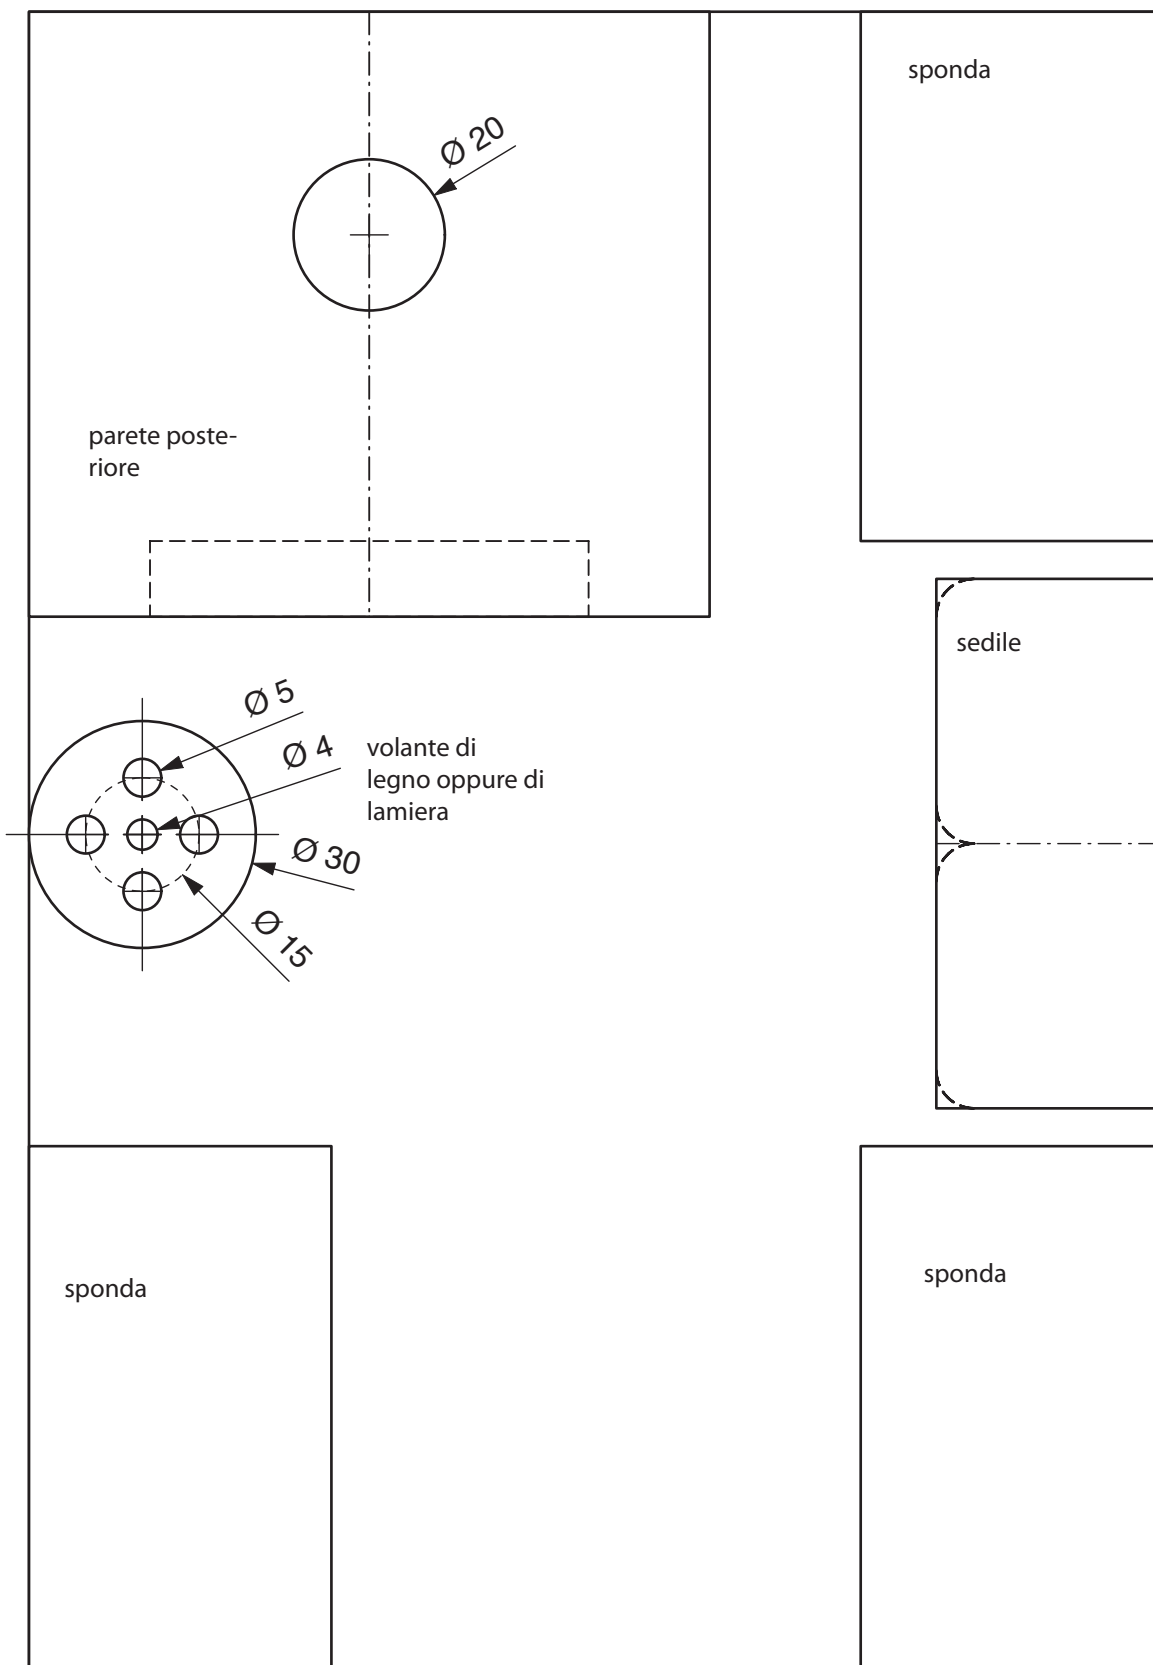 sponda
Ø 20
parete poste-
riore
sedile
Ø 5
Ø 4
volante di
legno oppure di
lamiera
Ø 30
Ø 15
sponda
sponda